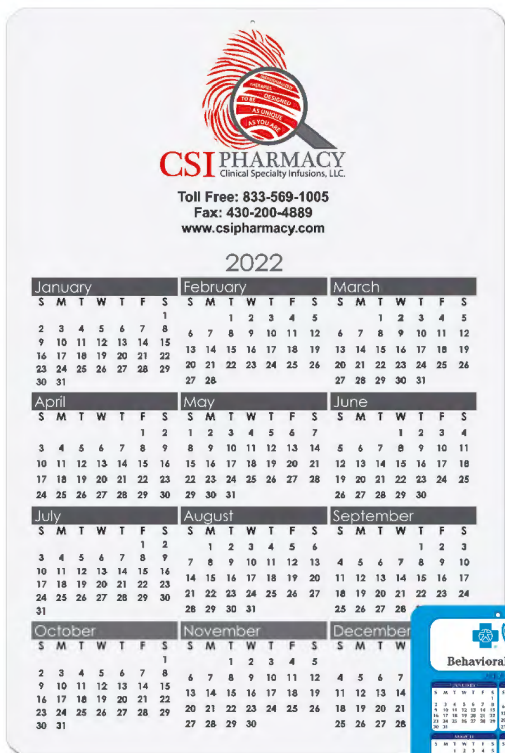 PERSONALIZED
THERAPIES
TO BE DESIGNED
AS UNIQUE
AS YOU ARE
CSI PHARMACY
Clinical Specialty Infusions, LLC.
Toll Free: 833-569-1005
Fax: 430-200-4889
www.csipharmacy.com
2022
January February March
S M T W T F S S M T W T F S S M T W T F S
1 1 2 3 4 5 1 2 3 4 5
2 3 4 5 6 7 8 6 7 8 9 10 11 12 6 7 8 9 10 11 12
9 10 11 12 13 14 15 13 14 15 16 17 18 19 13 14 15 16 17 18 19
16 17 18 19 20 21 22 20 21 22 23 24 25 26 20 21 22 23 24 25 26
23 24 25 26 27 28 29 27 28 27 28 29 30 31
30 31
April May June
S M T W T F S S M T W T F S S M T W T F S
1 2 1 2 3 4 5 6 7 1 2 3 4
3 4 5 6 7 8 9 8 9 10 11 12 13 14 5 6 7 8 9 10 11
10 11 12 13 14 15 16 15 16 17 18 19 20 21 12 13 14 15 16 17 18
17 18 19 20 21 22 23 22 23 24 25 26 27 28 19 20 21 22 23 24 25
24 25 26 27 28 29 30 29 30 31 26 27 28 29 30
July August September
S M T W T F S S M T W T F S S M T W T F S
1 2 1 2 3 4 5 6 1 2 3
3 4 5 6 7 8 9 7 8 9 10 11 12 13 4 5 6 7 8 9 10
10 11 12 13 14 15 16 14 15 16 17 18 19 20 11 12 13 14 15 16 17
17 18 19 20 21 22 23 21 22 23 24 25 26 27 18 19 20 21 22 23 24
24 25 26 27 28 29 30 28 29 30 31 25 26 27 28
31
October November December
S M T W T F S S M T W T F S S M T W
1 1 2 3 4 5
2 3 4 5 6 7 8 6 7 8 9 10 11 12 4 5 6 7
9 10 11 12 13 14 15 13 14 15 16 17 18 19 11 12 13 14
16 17 18 19 20 21 22 20 21 22 23 24 25 26 18 19 20 21
23 24 25 26 27 28 29 27 28 29 30 25 26 27 28
30 31
Behavioral